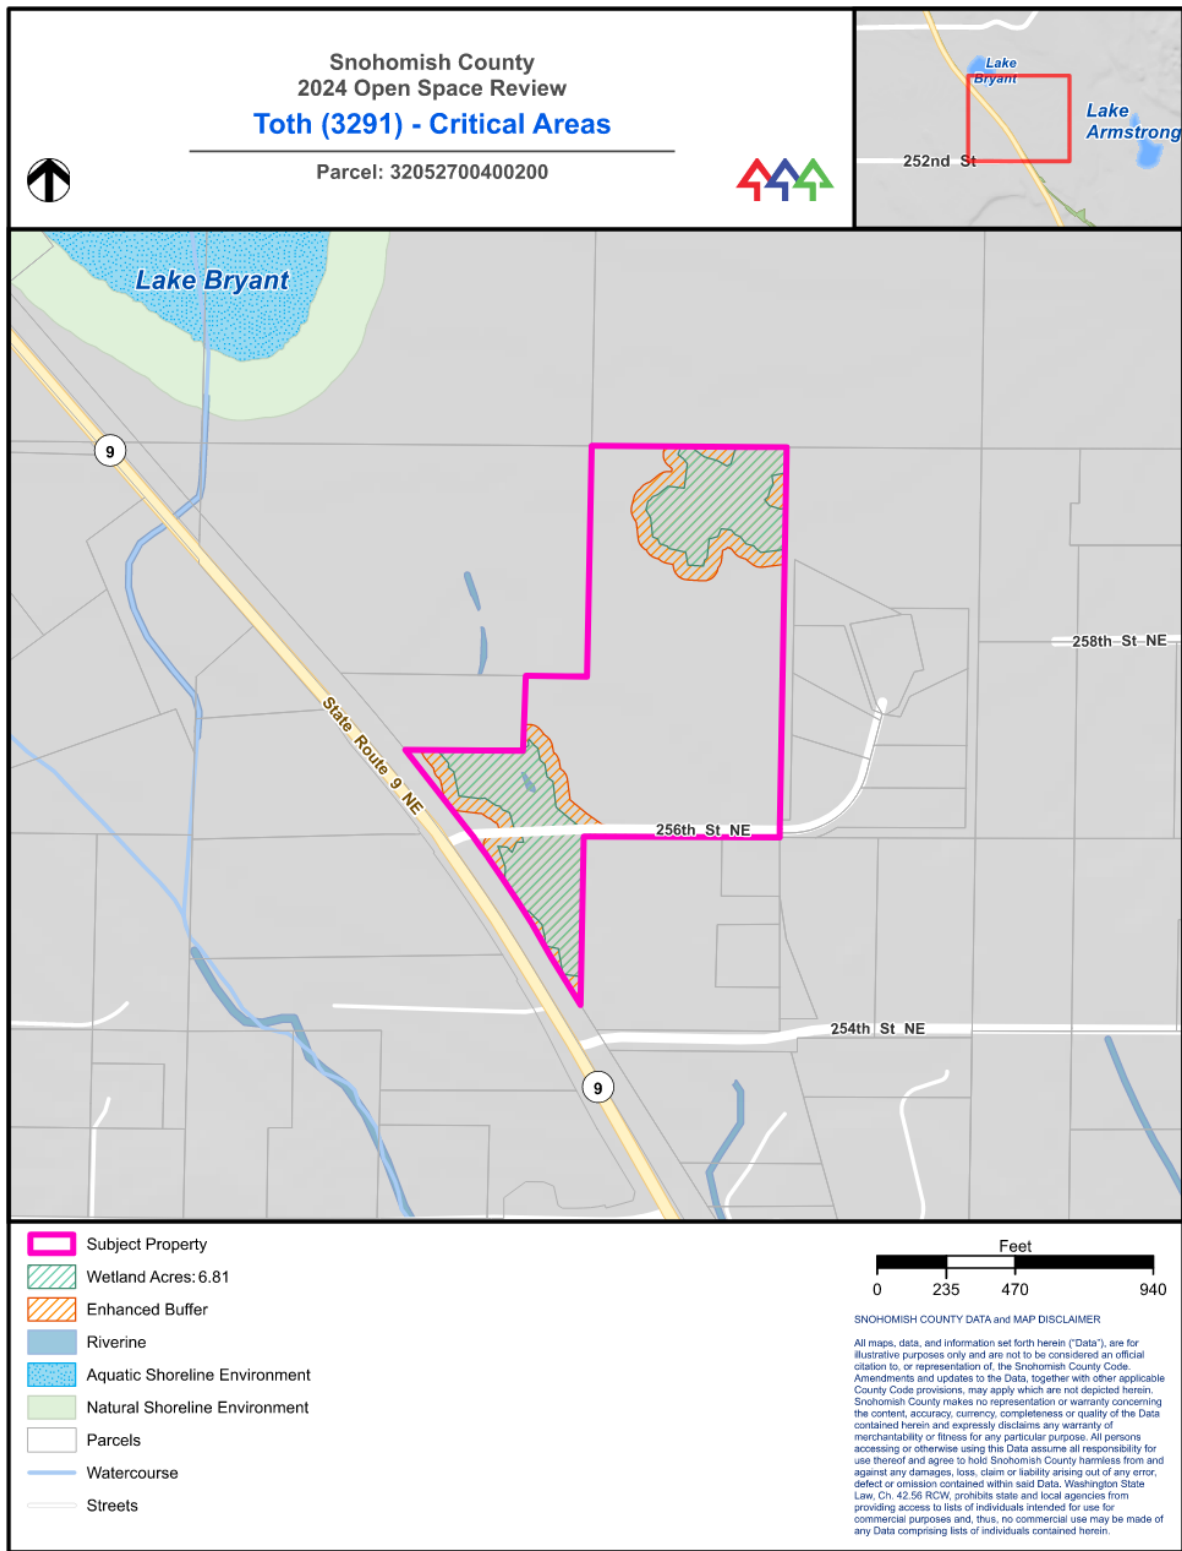 Snohomish County
2024 Open Space Review
Toth (3291) - Critical Areas
Parcel: 32052700400200
Lake
Bryant
Lake
Armstrong
252nd St
Lake Bryant
9
State Route 9 NE
258th St NE
256th St NE
254th St NE
9
Subject Property
Wetland Acres: 6.81
Enhanced Buffer
Riverine
Aquatic Shoreline Environment
Natural Shoreline Environment
Parcels
Watercourse
Streets
Feet
0 235 470 940
SNOHOMISH COUNTY DATA and MAP DISCLAIMER
All maps, data, and information set forth herein ("Data"), are for
illustrative purposes only and are not to be considered an official
citation to, or representation of, the Snohomish County Code.
Amendments and updates to the Data, together with other applicable
County Code provisions, may apply which are not depicted herein.
Snohomish County makes no representation or warranty concerning
the content, accuracy, currency, completeness or quality of the Data
contained herein and expressly disclaims any warranty of
merchantability or fitness for any particular purpose. All persons
accessing or otherwise using this Data assume all responsibility for
use thereof and agree to hold Snohomish County harmless from and
against any damages, loss, claim or liability arising out of any error,
defect or omission contained within said Data. Washington State
Law, Ch. 42.56 RCW, prohibits state and local agencies from
providing access to lists of individuals intended for use for
commercial purposes and, thus, no commercial use may be made of
any Data comprising lists of individuals contained herein.